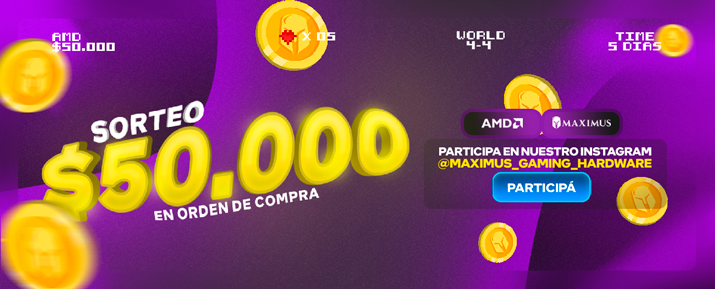 AMD
$50.000
X 05
WORLD
4-4
TIME
5 DIAS
SORTEO
$50.000
EN ORDEN DE COMPRA
AMD MAXIMUS
PARTICIPA EN NUESTRO INSTAGRAM
@MAXIMUS_GAMING_HARDWARE
PARTICIPÁ